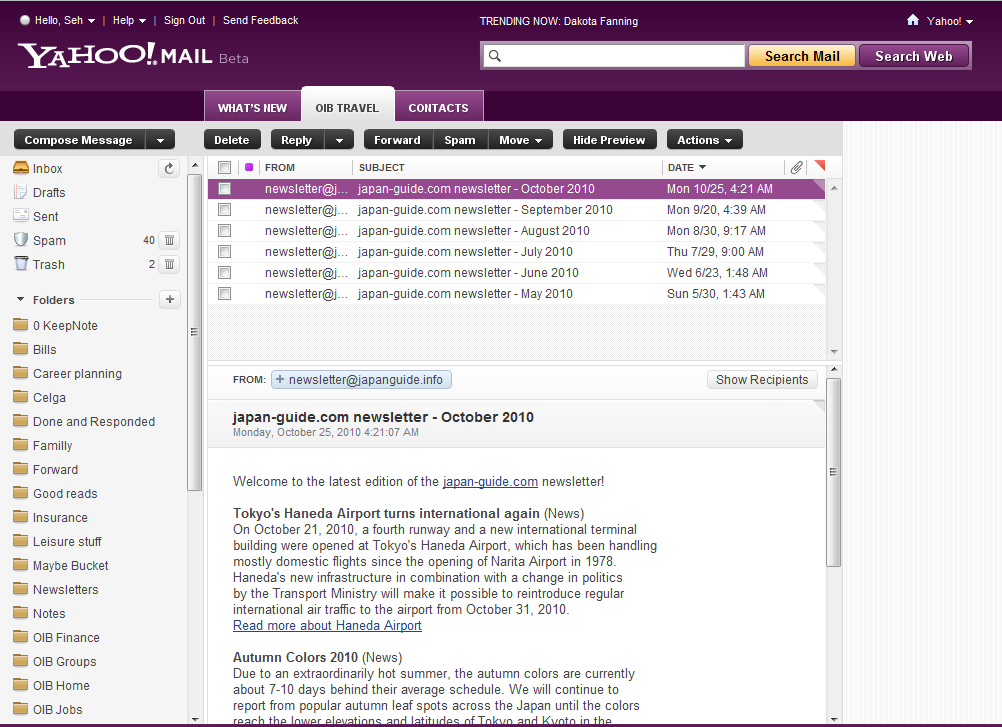 Hello, Seh | Help | Sign Out | Send Feedback
TRENDING NOW: Dakota Fanning
Yahoo!
YAHOO! MAIL Beta
Search Mail
Search Web
WHAT'S NEW
OIB TRAVEL
CONTACTS
Compose Message
Delete
Reply
Forward
Spam
Move
Hide Preview
Actions
Inbox
Drafts
Sent
Spam 40
Trash 2
Folders
0 KeepNote
Bills
Career planning
Celga
Done and Responded
Familly
Forward
Good reads
Insurance
Leisure stuff
Maybe Bucket
Newsletters
Notes
OIB Finance
OIB Groups
OIB Home
OIB Jobs
FROM SUBJECT DATE
newsletter@j... japan-guide.com newsletter - October 2010 Mon 10/25, 4:21 AM
newsletter@j... japan-guide.com newsletter - September 2010 Mon 9/20, 4:39 AM
newsletter@j... japan-guide.com newsletter - August 2010 Mon 8/30, 9:17 AM
newsletter@j... japan-guide.com newsletter - July 2010 Thu 7/29, 9:00 AM
newsletter@j... japan-guide.com newsletter - June 2010 Wed 6/23, 1:48 AM
newsletter@j... japan-guide.com newsletter - May 2010 Sun 5/30, 1:43 AM
FROM: + newsletter@japanguide.info
Show Recipients
japan-guide.com newsletter - October 2010
Monday, October 25, 2010 4:21:07 AM
Welcome to the latest edition of the japan-guide.com newsletter!
Tokyo's Haneda Airport turns international again (News)
On October 21, 2010, a fourth runway and a new international terminal
building were opened at Tokyo's Haneda Airport, which has been handling
mostly domestic flights since the opening of Narita Airport in 1978.
Haneda's new infrastructure in combination with a change in politics
by the Transport Ministry will make it possible to reintroduce regular
international air traffic to the airport from October 31, 2010.
Read more about Haneda Airport
Autumn Colors 2010 (News)
Due to an extraordinarily hot summer, the autumn colors are currently
about 7-10 days behind their average schedule. We will continue to
report from popular autumn leaf spots across the Japan until the colors
reach the lower elevations and latitudes of Tokyo and Kyoto in the